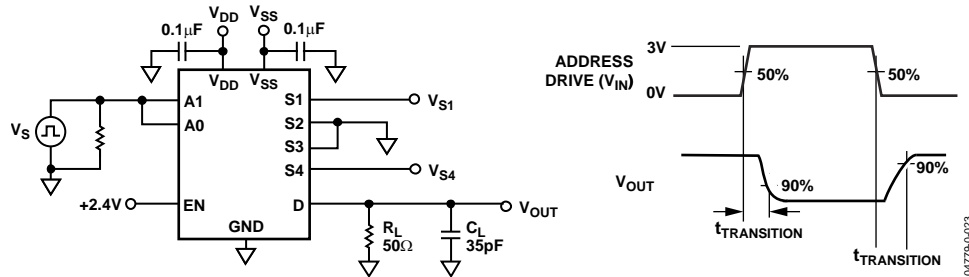 V_DD V_SS
0.1µF 0.1µF
V_DD V_SS
A1 S1 V_S1
A0 S2
V_S S3
S4 V_S4
+2.4V EN D V_OUT
GND R_L 50Ω C_L 35pF
ADDRESS DRIVE (V_IN)
3V
0V
50% 50%
V_OUT
90% 90%
t_TRANSITION
t_TRANSITION
04779-0-023